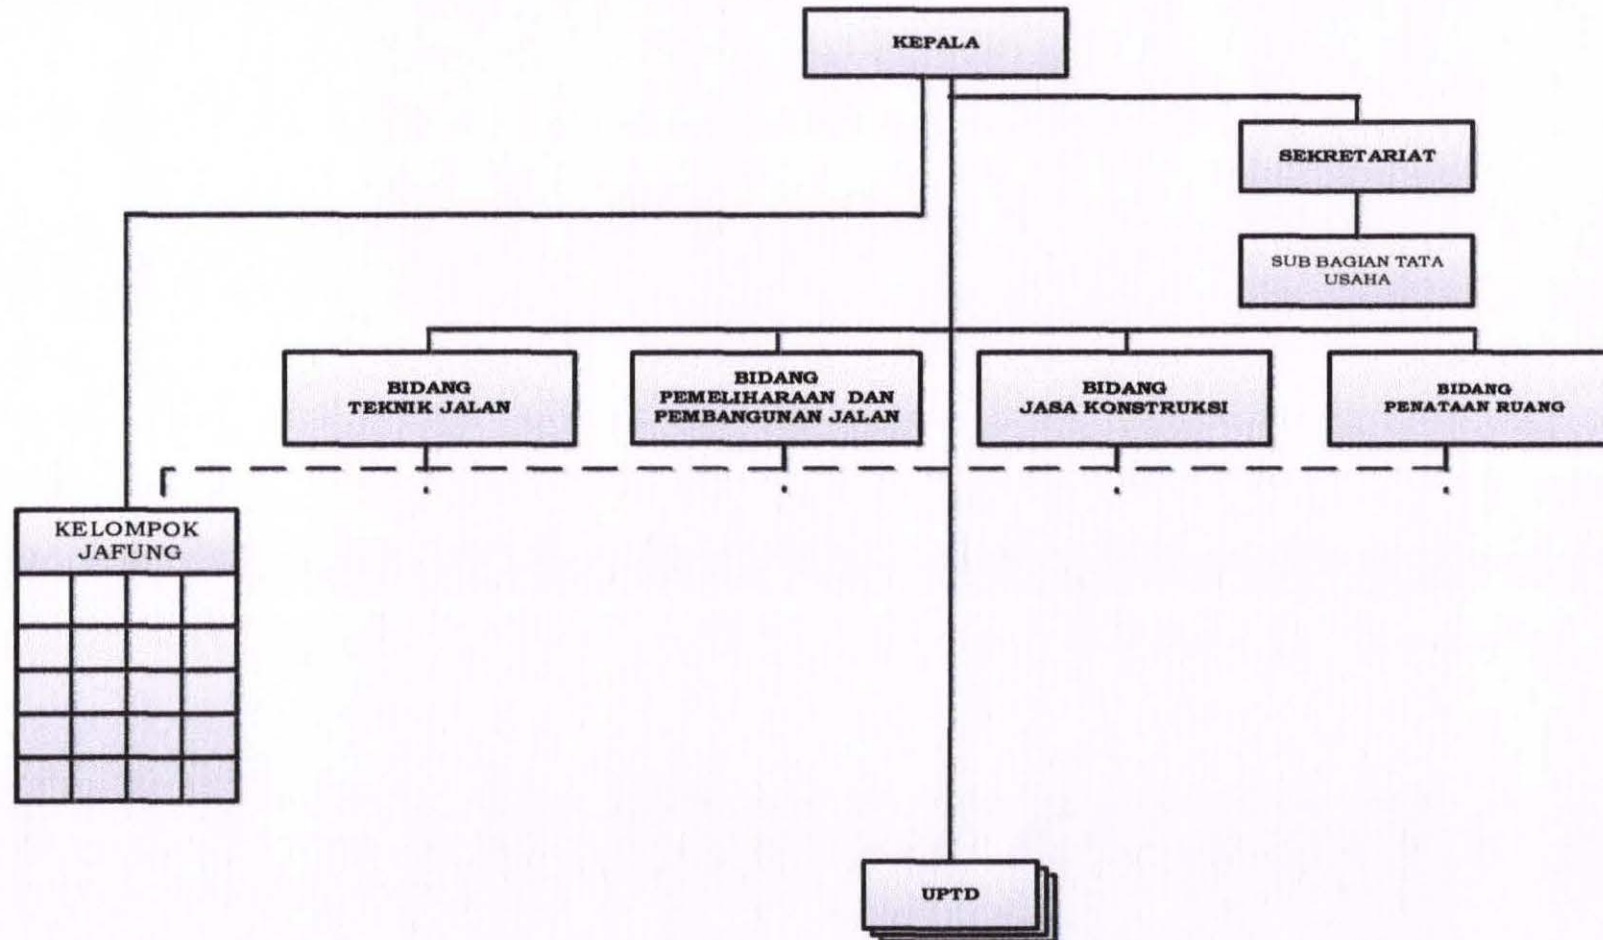 KEPALA
SEKRETARIAT
SUB BAGIAN TATA
USAHA
BIDANG
TEKNIK JALAN
BIDANG
PEMELIHARAAN DAN
PEMBANGUNAN JALAN
BIDANG
JASA KONSTRUKSI
BIDANG
PENATAAN RUANG
KELOMPOK
JAFUNG
UPTD